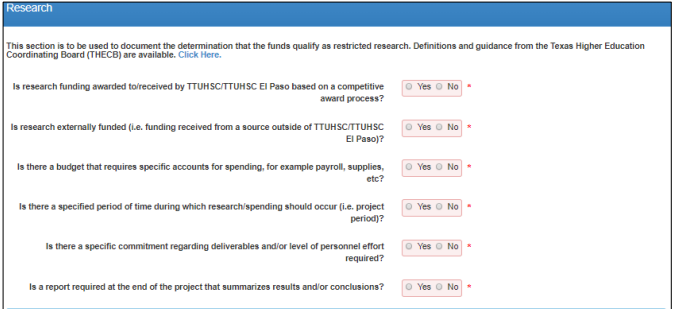 Research
This section is to be used to document the determination that the funds qualify as restricted research. Definitions and guidance from the Texas Higher Education
Coordinating Board (THECB) are available. Click Here.
Is research funding awarded to/received by TTUHSC/TTUHSC El Paso based on a competitive
award process?
Yes No *
Is research externally funded (i.e. funding received from a source outside of TTUHSC/TTUHSC
El Paso)?
Yes No *
Is there a budget that requires specific accounts for spending, for example payroll, supplies,
etc?
Yes No *
Is there a specified period of time during which research/spending should occur (i.e. project
period)?
Yes No *
Is there a specific commitment regarding deliverables and/or level of personnel effort
required?
Yes No *
Is a report required at the end of the project that summarizes results and/or conclusions?
Yes No *